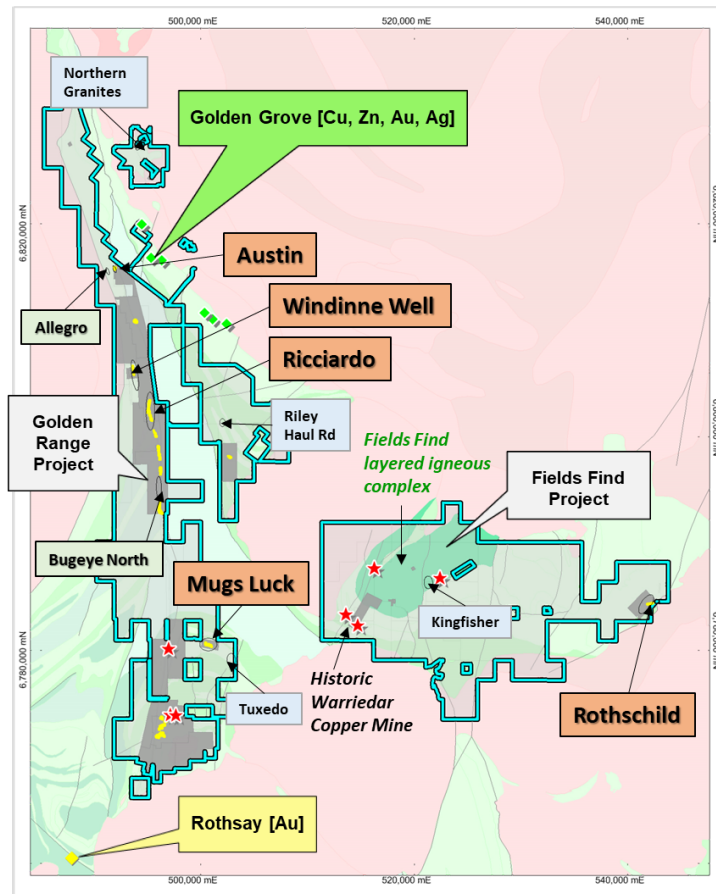 500,000 mE
520,000 mE
540,000 mE
Northern
Granites
Golden Grove [Cu, Zn, Au, Ag]
6,820,000 mN
Austin
Allegro
Windinne Well
Ricciardo
Golden
Range
Project
Riley
Haul Rd
Fields Find
layered igneous
complex
Fields Find
Project
Bugeye North
Mugs Luck
Kingfisher
6,780,000 mN
Tuxedo
Historic
Warriedar
Copper Mine
Rothschild
Rothsay [Au]
500,000 mE
520,000 mE
540,000 mE